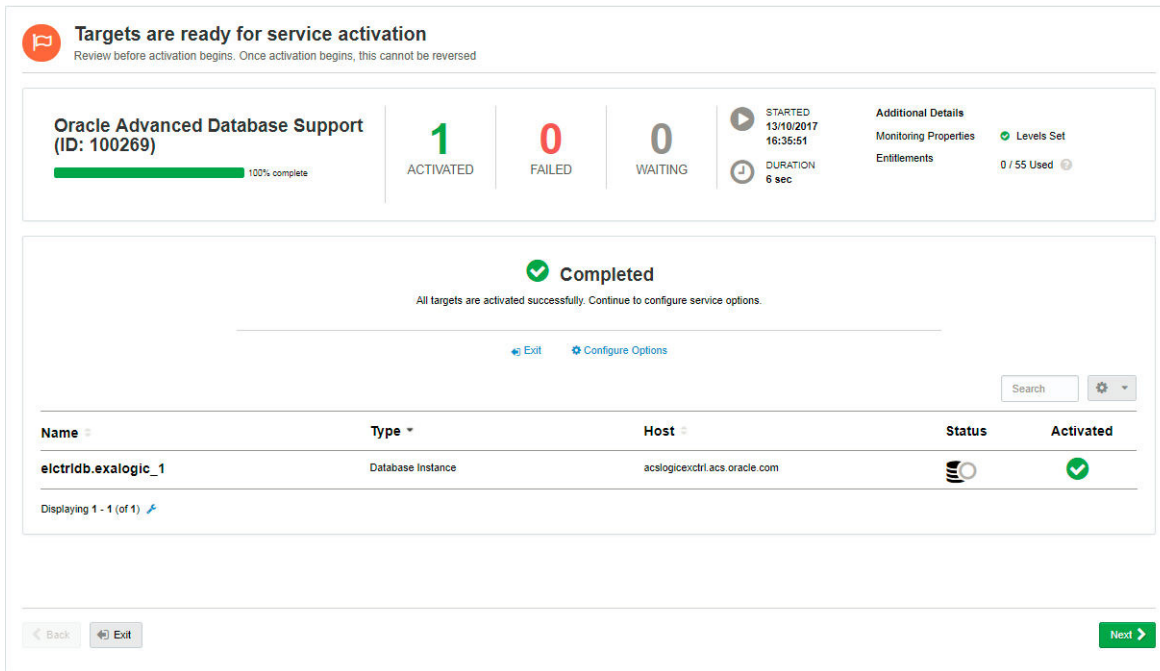 Targets are ready for service activation
Review before activation begins. Once activation begins, this cannot be reversed
Oracle Advanced Database Support
(ID: 100269)
100% complete
1
ACTIVATED
0
FAILED
0
WAITING
STARTED
13/10/2017
16:35:51
DURATION
6 sec
Additional Details
Monitoring Properties Levels Set
Entitlements 0 / 55 Used
Completed
All targets are activated successfully. Continue to configure service options.
Exit Configure Options
Search
Name Type Host Status Activated
elctrldb.exalogic_1 Database Instance acslogicexctrl.acs.oracle.com
Displaying 1 - 1 (of 1)
Back Exit Next